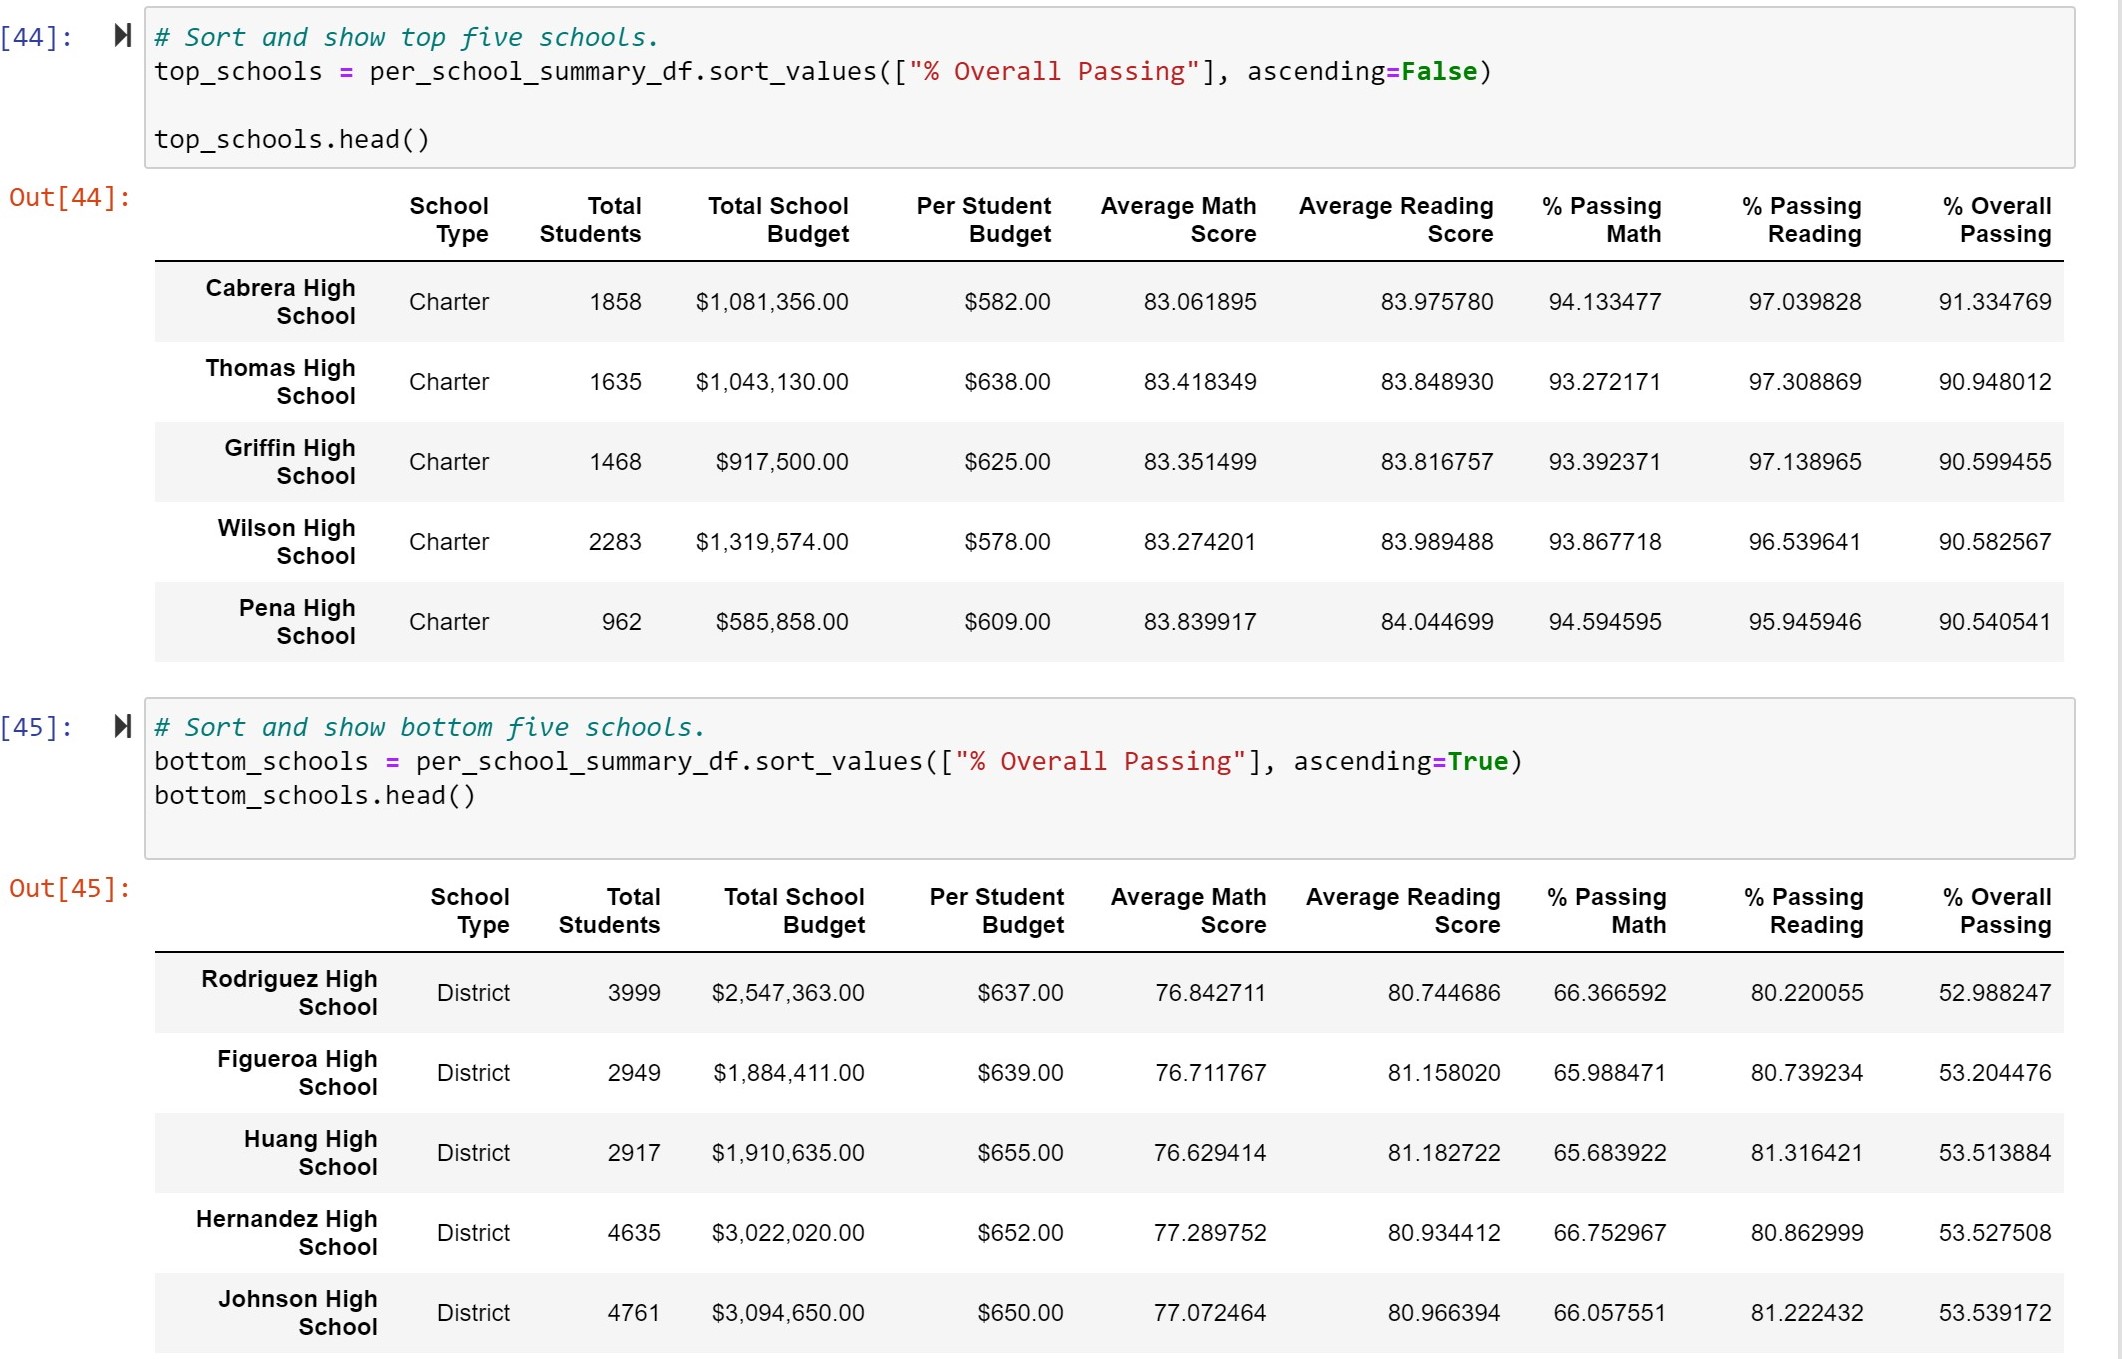 [44]:
# Sort and show top five schools.
top_schools = per_school_summary_df.sort_values(["% Overall Passing"], ascending=False)
top_schools.head()
Out[44]:
School Type Total Students Total School Budget Per Student Budget Average Math Score Average Reading Score % Passing Math % Passing Reading % Overall Passing
Cabrera High School Charter 1858 $1,081,356.00 $582.00 83.061895 83.975780 94.133477 97.039828 91.334769
Thomas High School Charter 1635 $1,043,130.00 $638.00 83.418349 83.848930 93.272171 97.308869 90.948012
Griffin High School Charter 1468 $917,500.00 $625.00 83.351499 83.816757 93.392371 97.138965 90.599455
Wilson High School Charter 2283 $1,319,574.00 $578.00 83.274201 83.989488 93.867718 96.539641 90.582567
Pena High School Charter 962 $585,858.00 $609.00 83.839917 84.044699 94.594595 95.945946 90.540541
[45]:
# Sort and show bottom five schools.
bottom_schools = per_school_summary_df.sort_values(["% Overall Passing"], ascending=True)
bottom_schools.head()
Out[45]:
School Type Total Students Total School Budget Per Student Budget Average Math Score Average Reading Score % Passing Math % Passing Reading % Overall Passing
Rodriguez High School District 3999 $2,547,363.00 $637.00 76.842711 80.744686 66.366592 80.220055 52.988247
Figueroa High School District 2949 $1,884,411.00 $639.00 76.711767 81.158020 65.988471 80.739234 53.204476
Huang High School District 2917 $1,910,635.00 $655.00 76.629414 81.182722 65.683922 81.316421 53.513884
Hernandez High School District 4635 $3,022,020.00 $652.00 77.289752 80.934412 66.752967 80.862999 53.527508
Johnson High School District 4761 $3,094,650.00 $650.00 77.072464 80.966394 66.057551 81.222432 53.539172